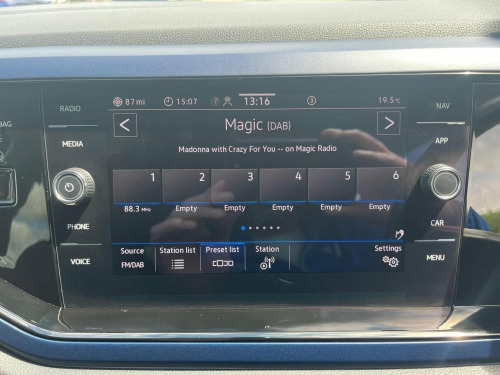 BAG
RADIO
MEDIA
PHONE
VOICE
87 mi
15:07
13:16
3
19.5°C
Magic (DAB)
Madonna with Crazy For You -- on Magic Radio
1 2 3 4 5 6
88.3 MHz Empty Empty Empty Empty Empty
Source Station list Preset list Station Settings
FM/DAB
NAV
APP
CAR
MENU